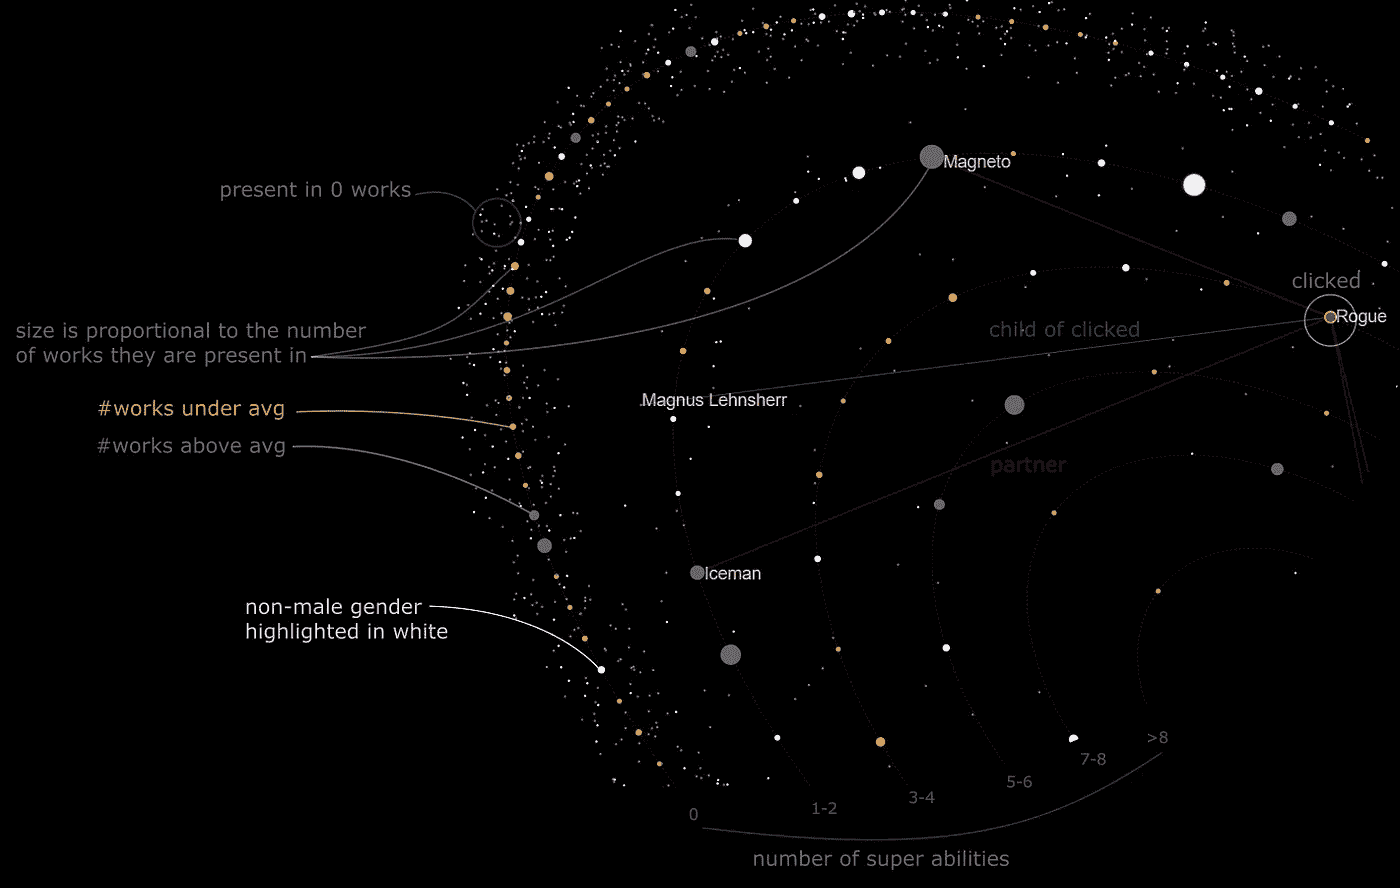 Magneto
present in 0 works
clicked
Rogue
size is proportional to the number
of works they are present in
child of clicked
Magnus Lehnsherr
#works under avg
#works above avg
partner
Iceman
non-male gender
highlighted in white
>8
7-8
5-6
3-4
1-2
0
number of super abilities